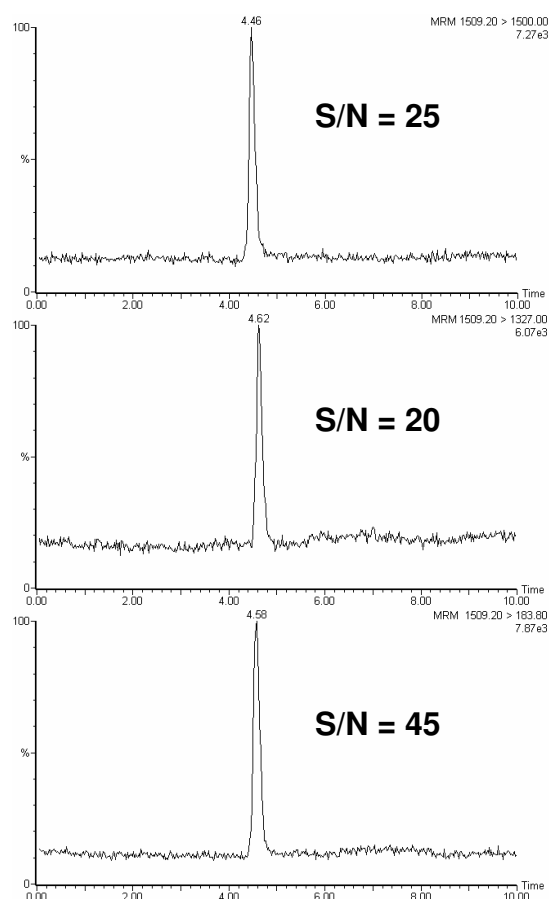 4.46
MRM 1509.20 > 1500.00
7.27e3
100
S/N = 25
%
0
0.00 2.00 4.00 6.00 8.00 10.00 Time
4.62
MRM 1509.20 > 1327.00
6.07e3
100
S/N = 20
%
0
0.00 2.00 4.00 6.00 8.00 10.00 Time
4.58
MRM 1509.20 > 183.80
7.87e3
100
S/N = 45
%
0
0.00 2.00 4.00 6.00 8.00 10.00 Time